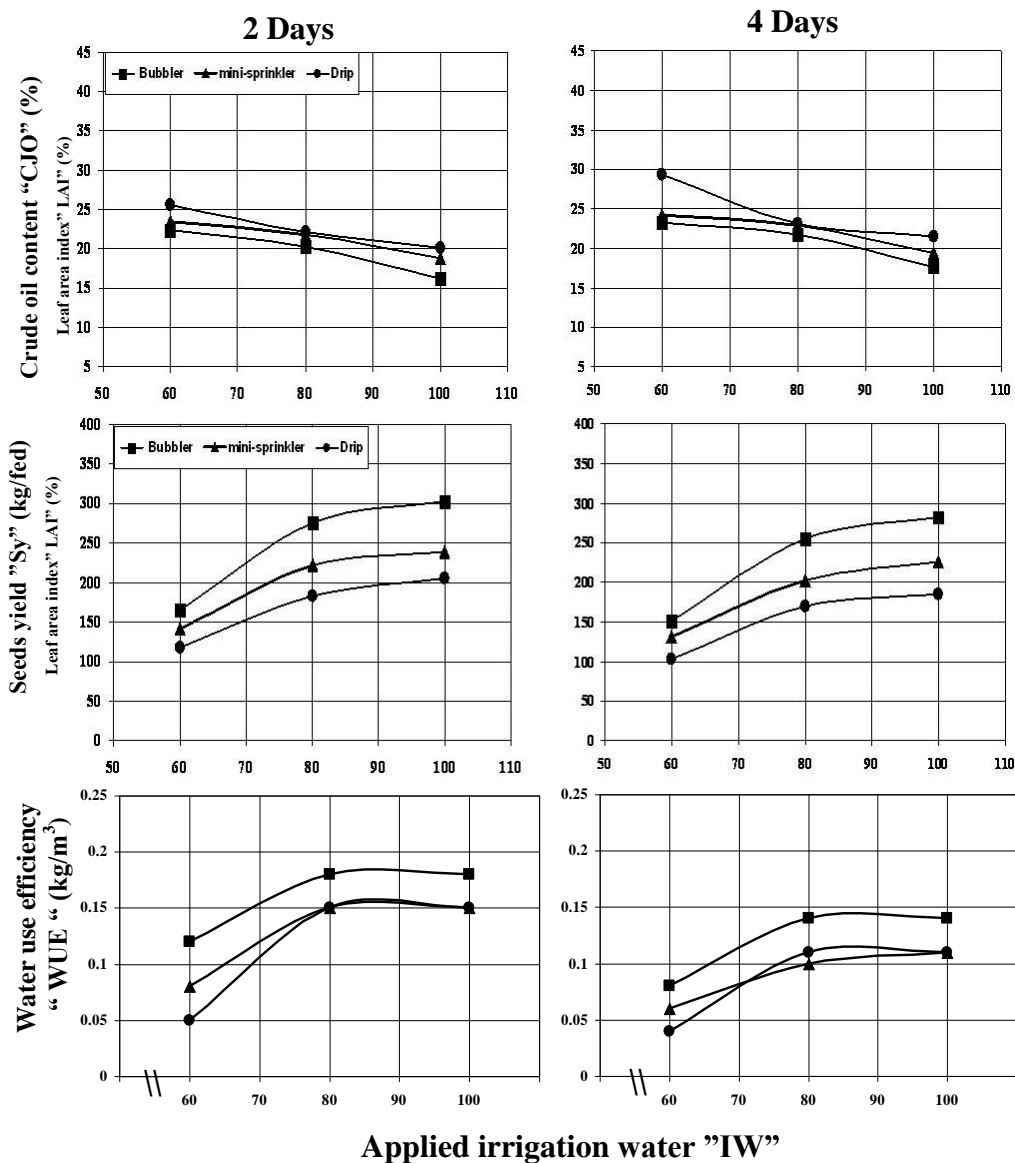 2 Days
4 Days
Crude oil content “CJO” (%)
Leaf area index” LAI” (%)
45
40
35
30
25
20
15
10
5
Bubbler mini-sprinkler Drip
50 60 70 80 90 100 110
45
40
35
30
25
20
15
10
5
50 60 70 80 90 100 110
Seeds yield ”Sy” (kg/fed)
Leaf area index” LAI” (%)
400
350
300
250
200
150
100
50
0
Bubbler mini-sprinkler Drip
50 60 70 80 90 100 110
400
350
300
250
200
150
100
50
0
50 60 70 80 90 100 110
Water use efficiency
“ WUE “ (kg/m³)
0.25
0.2
0.15
0.1
0.05
0
60 70 80 90 100
0.25
0.2
0.15
0.1
0.05
0
60 70 80 90 100
Applied irrigation water ”IW”